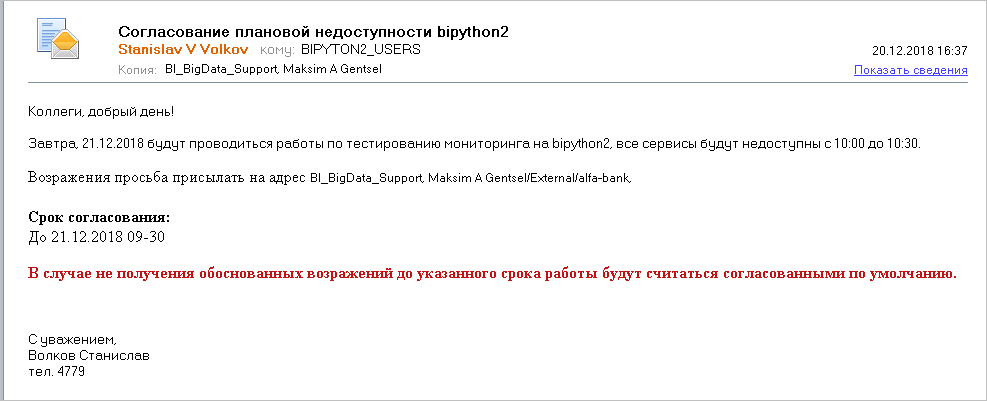 Согласование плановой недоступности bipython2
Stanislav V Volkov кому: BIPYTON2_USERS
20.12.2018 16:37
Копия: BI_BigData_Support, Maksim A Gentsel
Показать сведения
Коллеги, добрый день!
Завтра, 21.12.2018 будут проводиться работы по тестированию мониторинга на bipython2, все сервисы будут недоступны с 10:00 до 10:30.
Возражения просьба присылать на адрес BI_BigData_Support, Maksim A Gentsel/External/alfa-bank,
Срок согласования:
До 21.12.2018 09-30
В случае не получения обоснованных возражений до указанного срока работы будут считаться согласованными по умолчанию.
С уважением,
Волков Станислав
тел. 4779